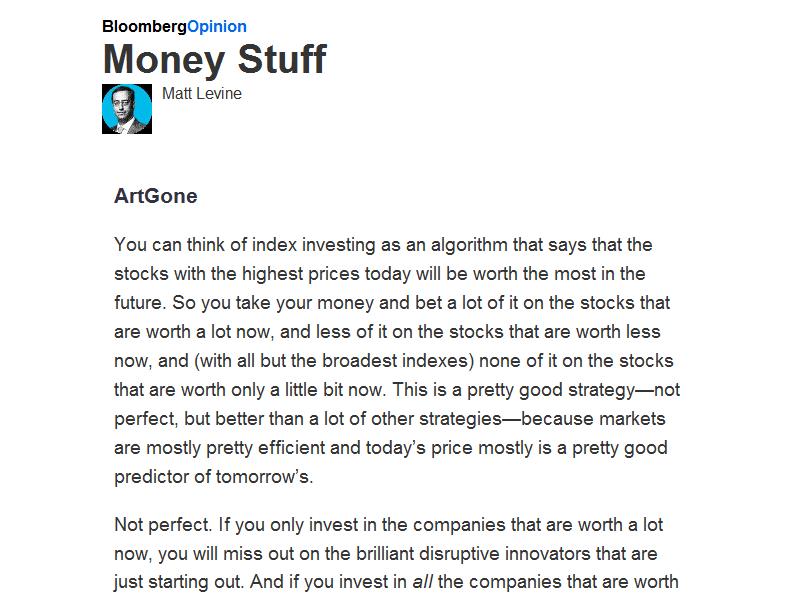 BloombergOpinion
Money Stuff
Matt Levine
ArtGone
You can think of index investing as an algorithm that says that the
stocks with the highest prices today will be worth the most in the
future. So you take your money and bet a lot of it on the stocks that
are worth a lot now, and less of it on the stocks that are worth less
now, and (with all but the broadest indexes) none of it on the stocks
that are worth only a little bit now. This is a pretty good strategy—not
perfect, but better than a lot of other strategies—because markets
are mostly pretty efficient and today’s price mostly is a pretty good
predictor of tomorrow’s.
Not perfect. If you only invest in the companies that are worth a lot
now, you will miss out on the brilliant disruptive innovators that are
just starting out. And if you invest in all the companies that are worth